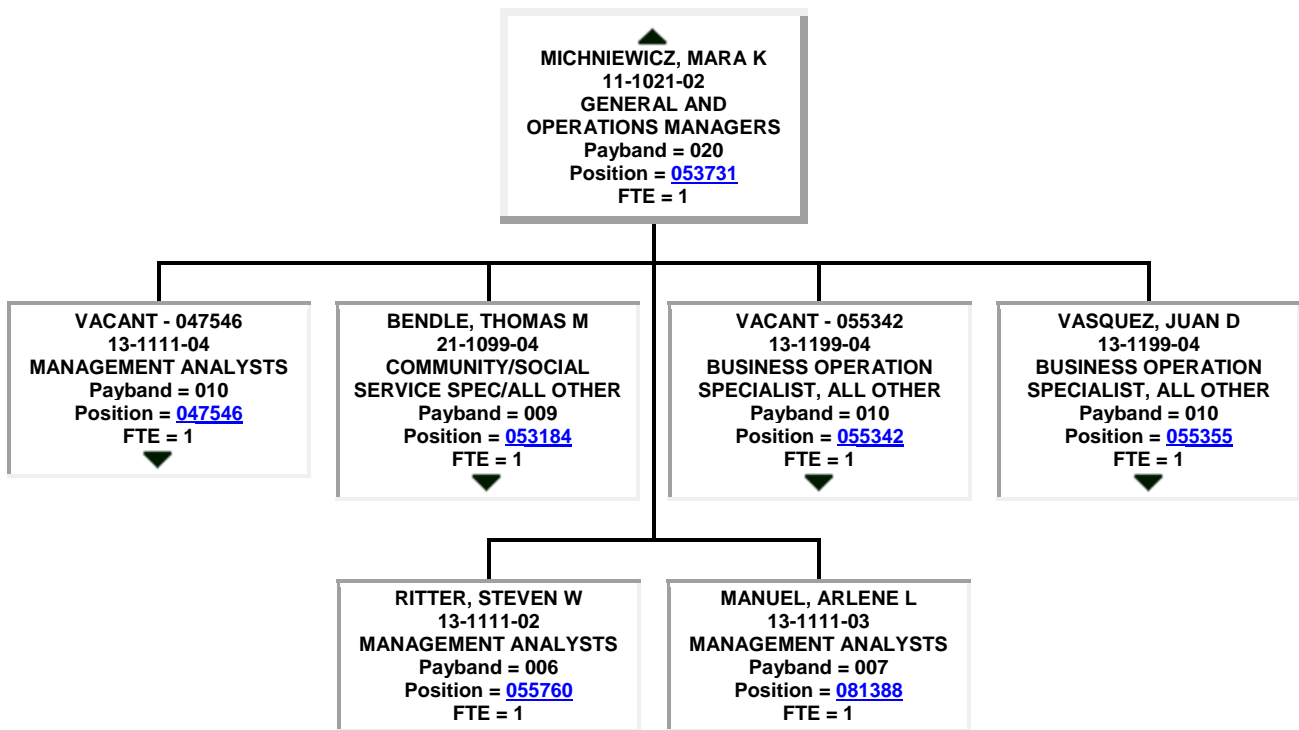 MICHNIEWICZ, MARA K
11-1021-02
GENERAL AND
OPERATIONS MANAGERS
Payband = 020
Position = 053731
FTE = 1
VACANT - 047546
13-1111-04
MANAGEMENT ANALYSTS
Payband = 010
Position = 047546
FTE = 1
BENDLE, THOMAS M
21-1099-04
COMMUNITY/SOCIAL
SERVICE SPEC/ALL OTHER
Payband = 009
Position = 053184
FTE = 1
VACANT - 055342
13-1199-04
BUSINESS OPERATION
SPECIALIST, ALL OTHER
Payband = 010
Position = 055342
FTE = 1
VASQUEZ, JUAN D
13-1199-04
BUSINESS OPERATION
SPECIALIST, ALL OTHER
Payband = 010
Position = 055355
FTE = 1
RITTER, STEVEN W
13-1111-02
MANAGEMENT ANALYSTS
Payband = 006
Position = 055760
FTE = 1
MANUEL, ARLENE L
13-1111-03
MANAGEMENT ANALYSTS
Payband = 007
Position = 081388
FTE = 1